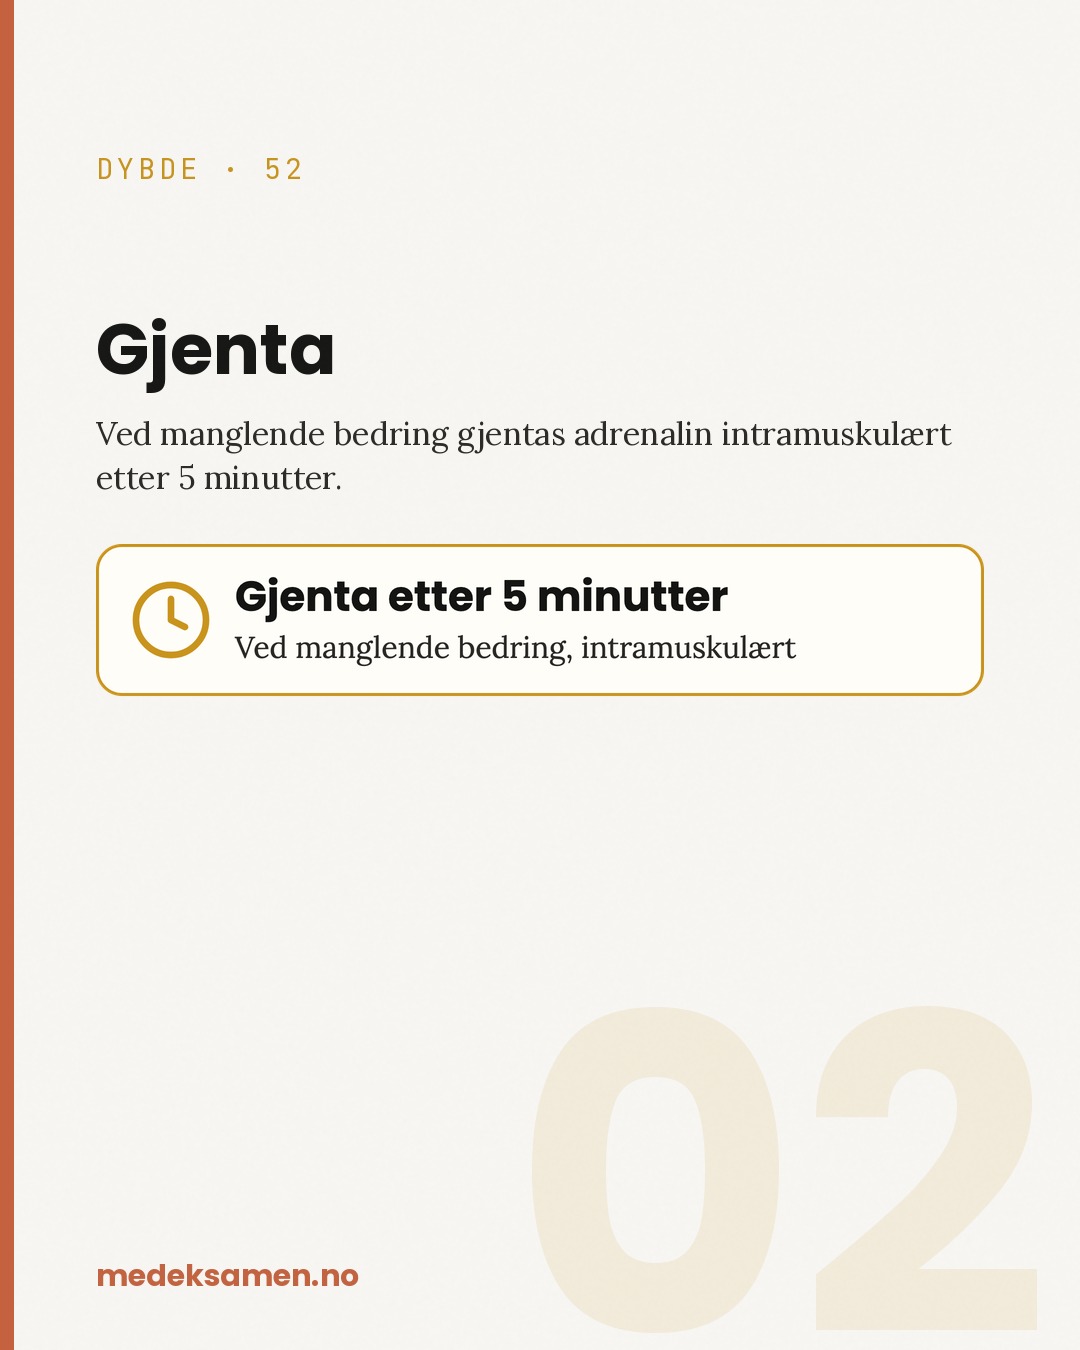 DYBDE · 52
Gjenta
Ved manglende bedring gjentas adrenalin intramuskulært
etter 5 minutter.
Gjenta etter 5 minutter
Ved manglende bedring, intramuskulært
02
medeksamen.no